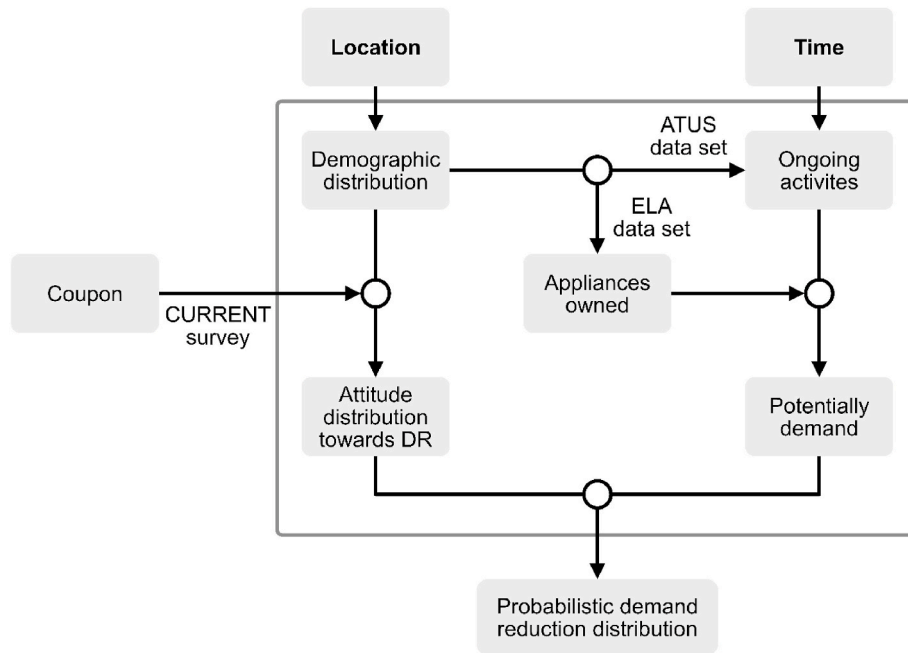 Location
Time
Demographic
distribution
ATUS
data set
Ongoing
activites
ELA
data set
Coupon
CURRENT
survey
Appliances
owned
Attitude
distribution
towards DR
Potentially
demand
Probabilistic demand
reduction distribution